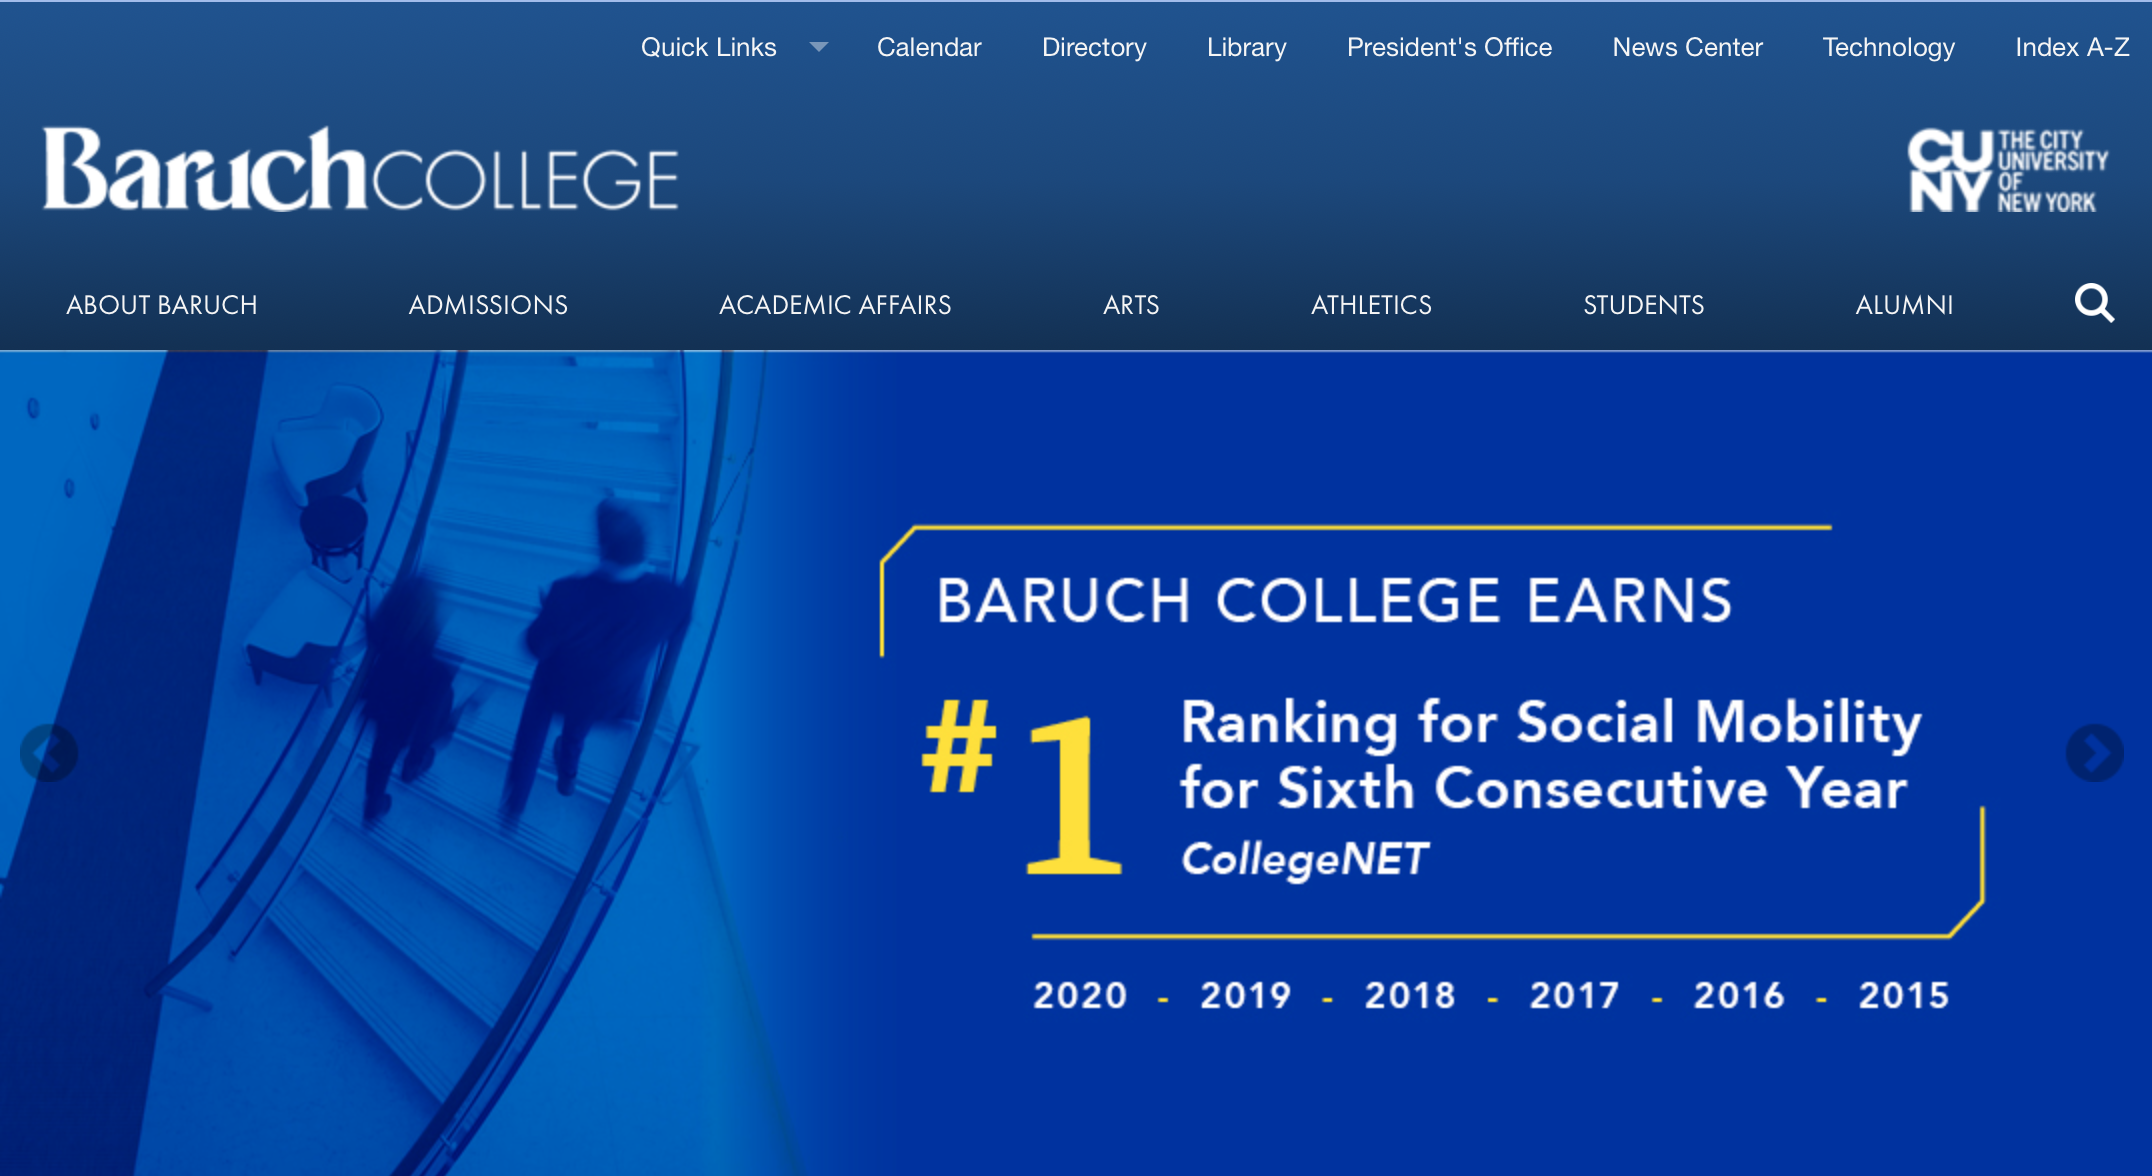 Quick Links Calendar Directory Library President's Office News Center Technology Index A-Z
Baruch COLLEGE
CU NY THE CITY UNIVERSITY OF NEW YORK
ABOUT BARUCH ADMISSIONS ACADEMIC AFFAIRS ARTS ATHLETICS STUDENTS ALUMNI
BARUCH COLLEGE EARNS
#1
Ranking for Social Mobility
for Sixth Consecutive Year
CollegeNET
2020 - 2019 - 2018 - 2017 - 2016 - 2015